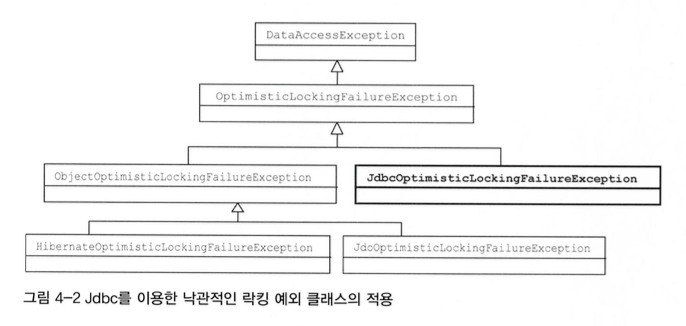 DataAccessException
OptimisticLockingFailureException
ObjectOptimisticLockingFailureException
JdbcOptimisticLockingFailureException
HibernateOptimisticLockingFailureException
JdoOptimisticLockingFailureException
그림 4-2 Jdbc를 이용한 낙관적인 락킹 예외 클래스의 적용